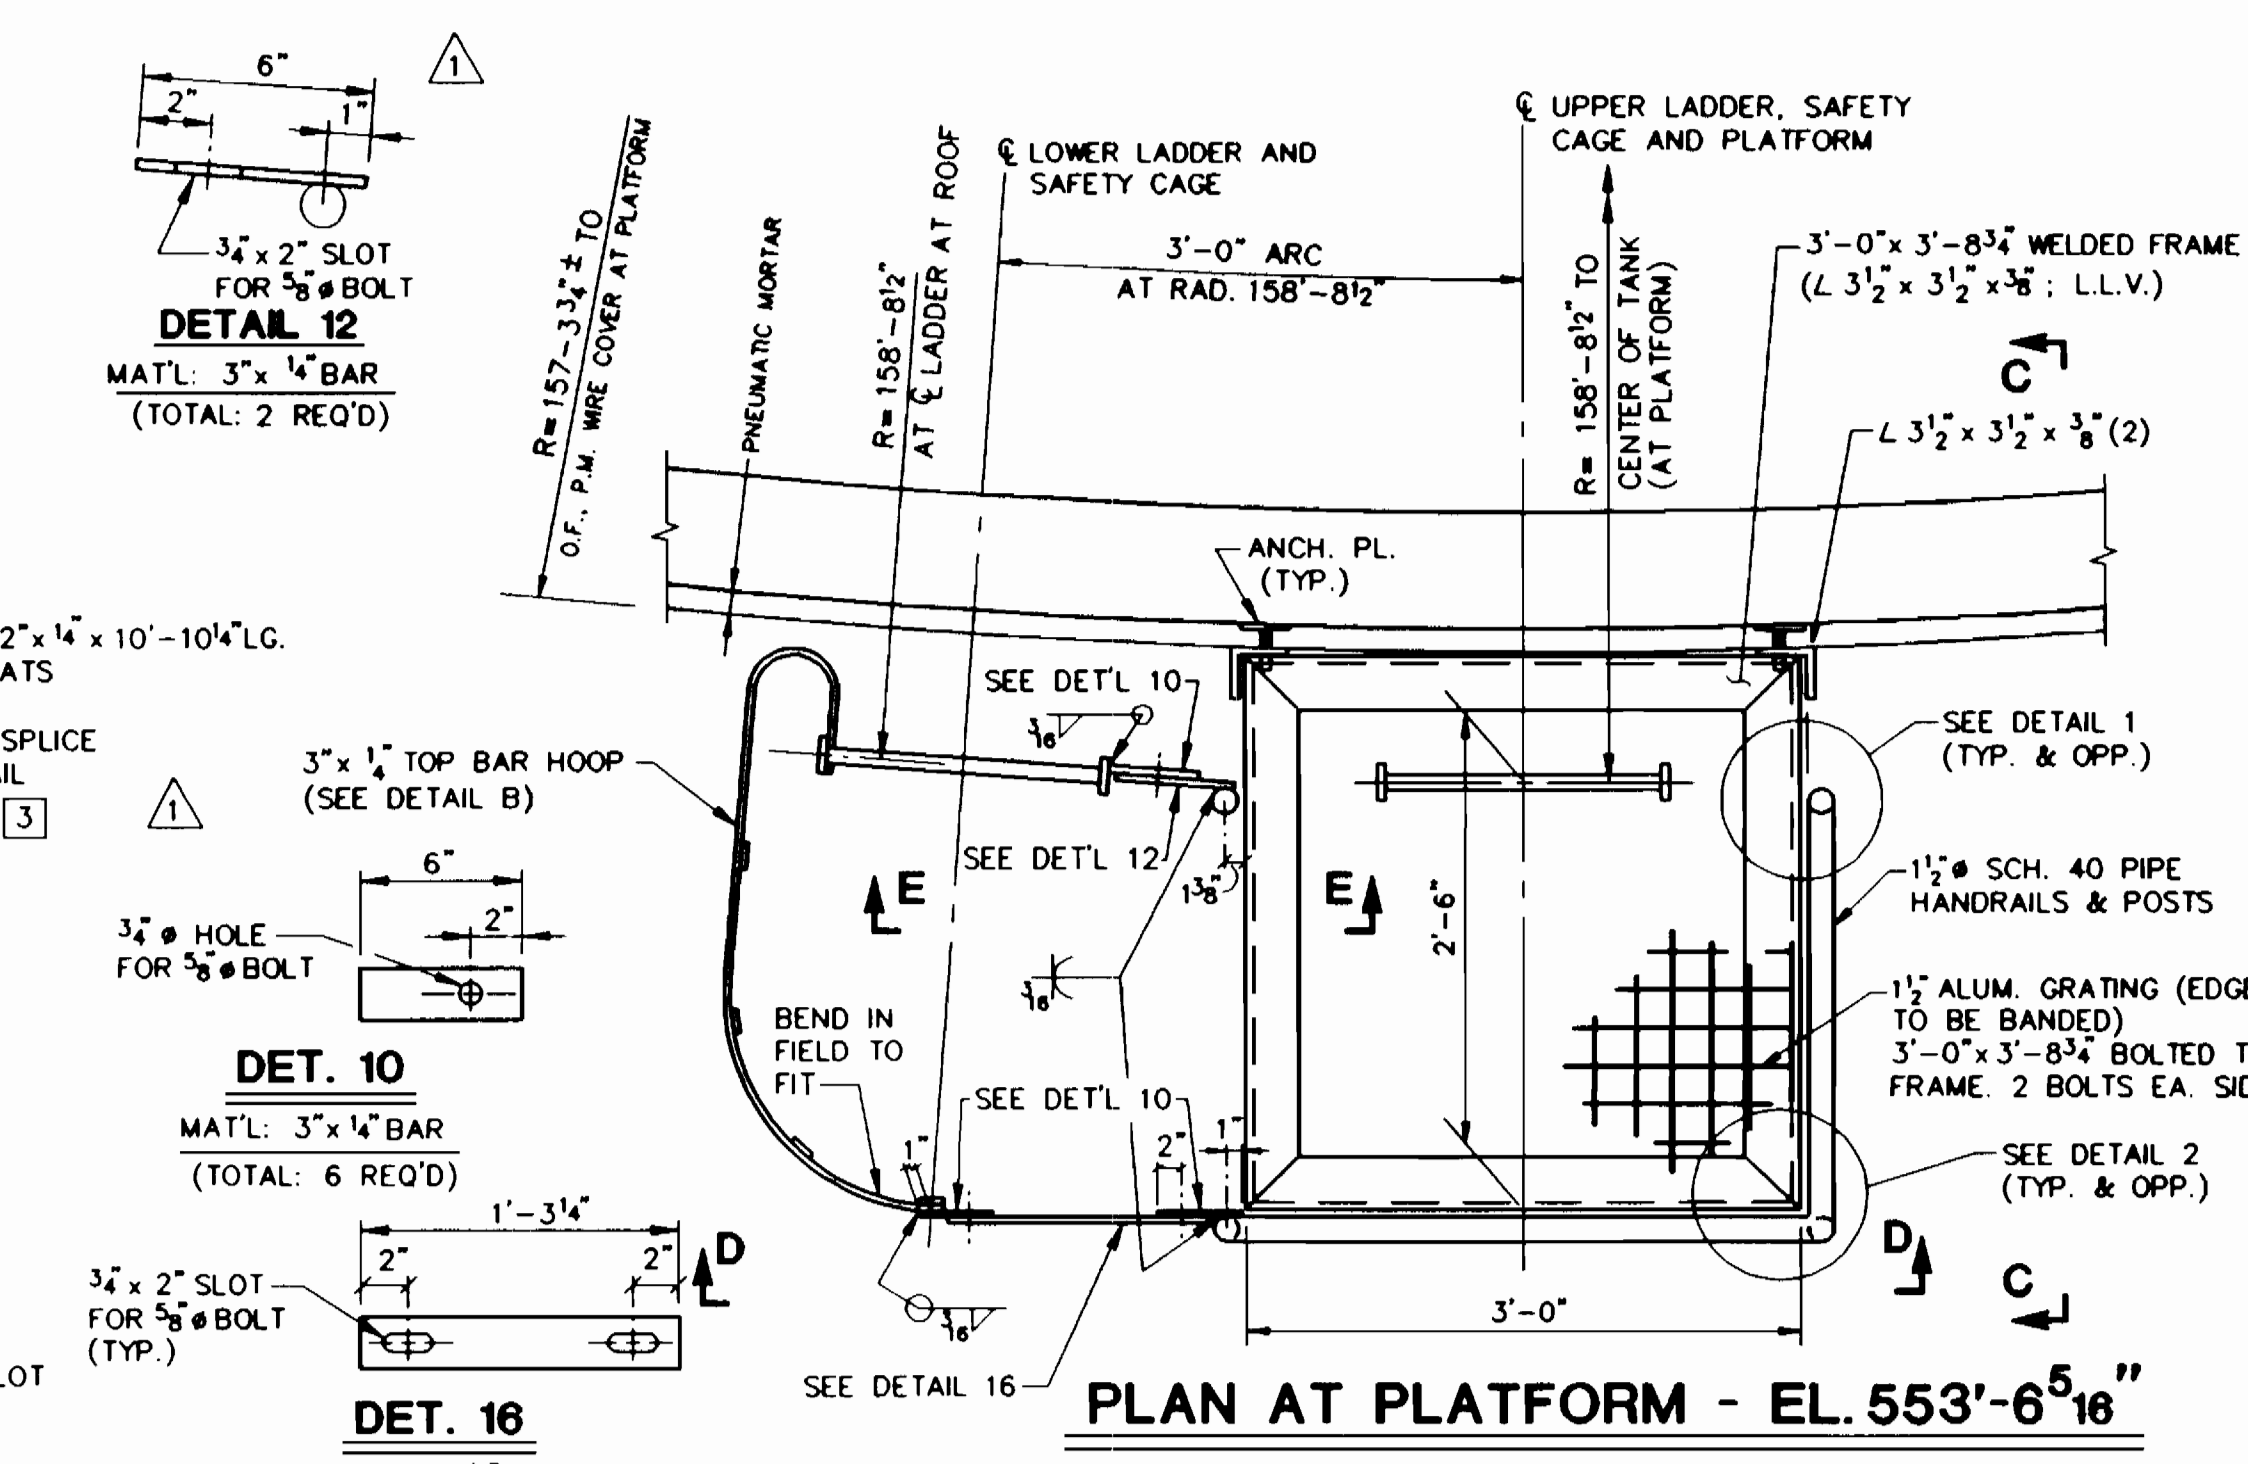 6"
1
2"
1"
3/4" x 2" SLOT
FOR 5/8" ø BOLT
DETAIL 12
MAT'L: 3" x 1/4" BAR
(TOTAL: 2 REQ'D)
R=157-3 3/4" ± TO
O.F., P.M. WIRE COVER AT PLATFORM
PNEUMATIC MORTAR
R=158'-8 1/2"
AT ℄ LADDER AT ROOF
℄ LOWER LADDER AND
SAFETY CAGE
3'-0" ARC
AT RAD. 158'-8 1/2"
℄ UPPER LADDER, SAFETY
CAGE AND PLATFORM
R= 158'-8 1/2" TO
CENTER OF TANK
(AT PLATFORM)
3'-0" x 3'-8 3/4" WELDED FRAME
(L 3 1/2" x 3 1/2" x 3/8" ; L.L.V.)
C
L 3 1/2" x 3 1/2" x 3/8" (2)
ANCH. PL.
(TYP.)
2" x 1/4" x 10'-10 1/4" LG.
ATS
SPLICE
IL
3
1
3" x 1/4" TOP BAR HOOP
(SEE DETAIL B)
SEE DET'L 10
3/16
SEE DET'L 12
1 3/8"
SEE DETAIL 1
(TYP. & OPP.)
E
E
2'-6"
1 1/2" ø SCH. 40 PIPE
HANDRAILS & POSTS
6"
2"
3/4" ø HOLE
FOR 5/8" ø BOLT
DET. 10
MAT'L: 3" x 1/4" BAR
(TOTAL: 6 REQ'D)
3/16
BEND IN
FIELD TO
FIT
1 1/2" ALUM. GRATING (EDGE
TO BE BANDED)
3'-0" x 3'-8 3/4" BOLTED T
FRAME. 2 BOLTS EA. SID
SEE DET'L 10
1"
2"
1"
SEE DETAIL 2
(TYP. & OPP.)
1'-3 1/4"
2"
2"
D
3/4" x 2" SLOT
FOR 5/8" ø BOLT
(TYP.)
LOT
DET. 16
3/16
SEE DETAIL 16
3'-0"
D
C
PLAN AT PLATFORM - EL. 553'-6 5/16"